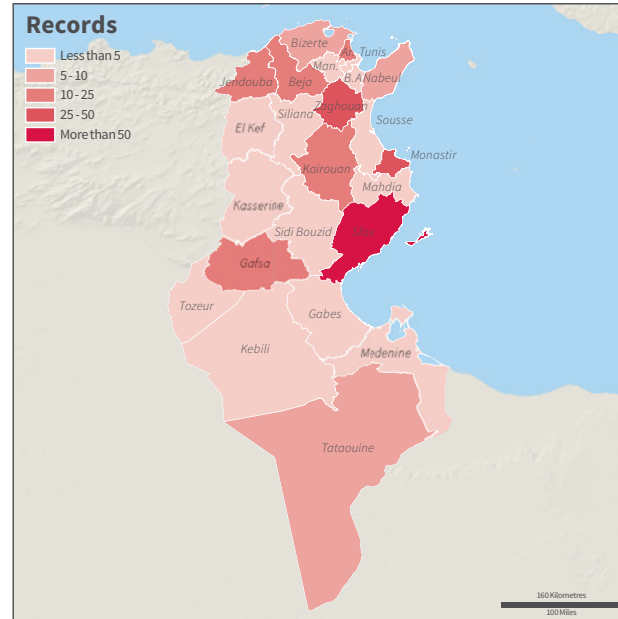 Records
Less than 5
5 - 10
10 - 25
25 - 50
More than 50
Bizerte
Ar.
Tunis
Man.
Jendouba
Beja
B.A
Nabeul
Zaghouan
Siliana
El Kef
Sousse
Monastir
Kairouan
Mahdia
Kasserine
Sidi Bouzid
Gafsa
Tozeur
Gabes
Kebili
Medenine
Tataouine
160 Kilometres
100 Miles